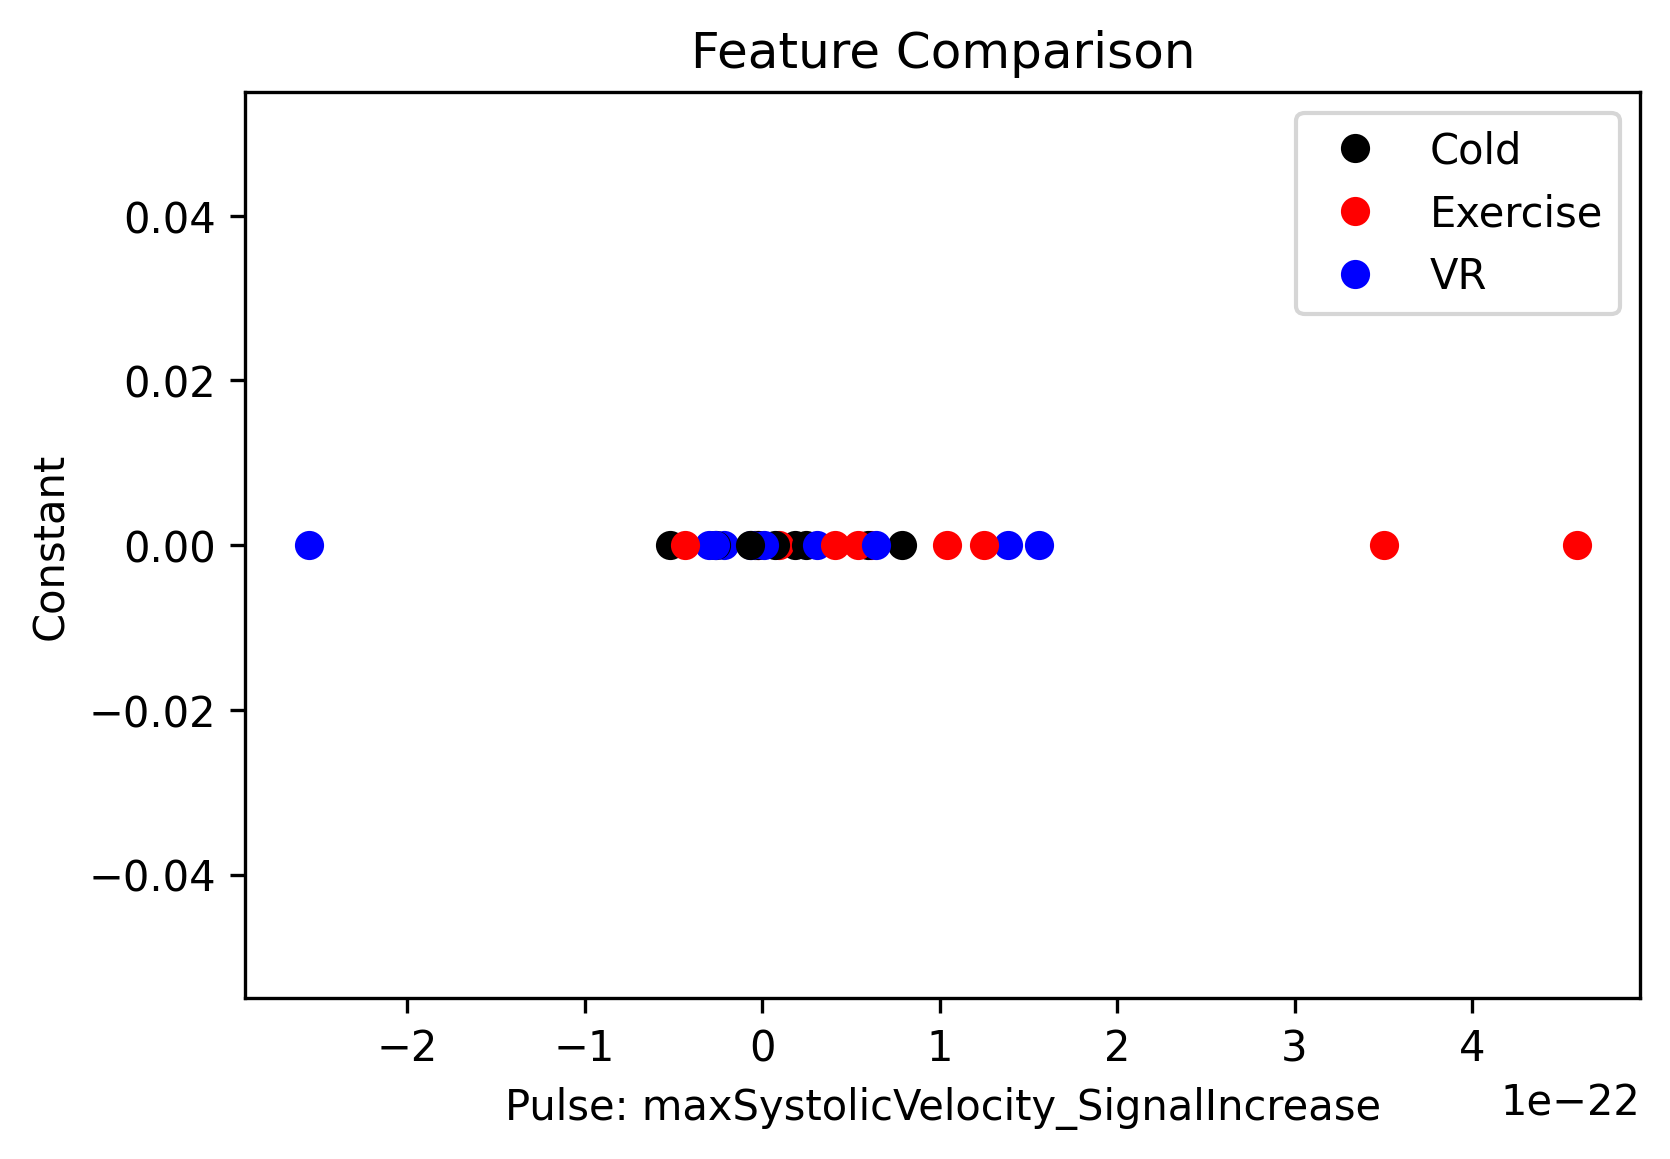 Feature Comparison
Cold
Exercise
VR
0.04
0.02
0.00
−0.02
−0.04
Constant
−2
−1
0
1
2
3
4
1e−22
Pulse: maxSystolicVelocity_SignalIncrease